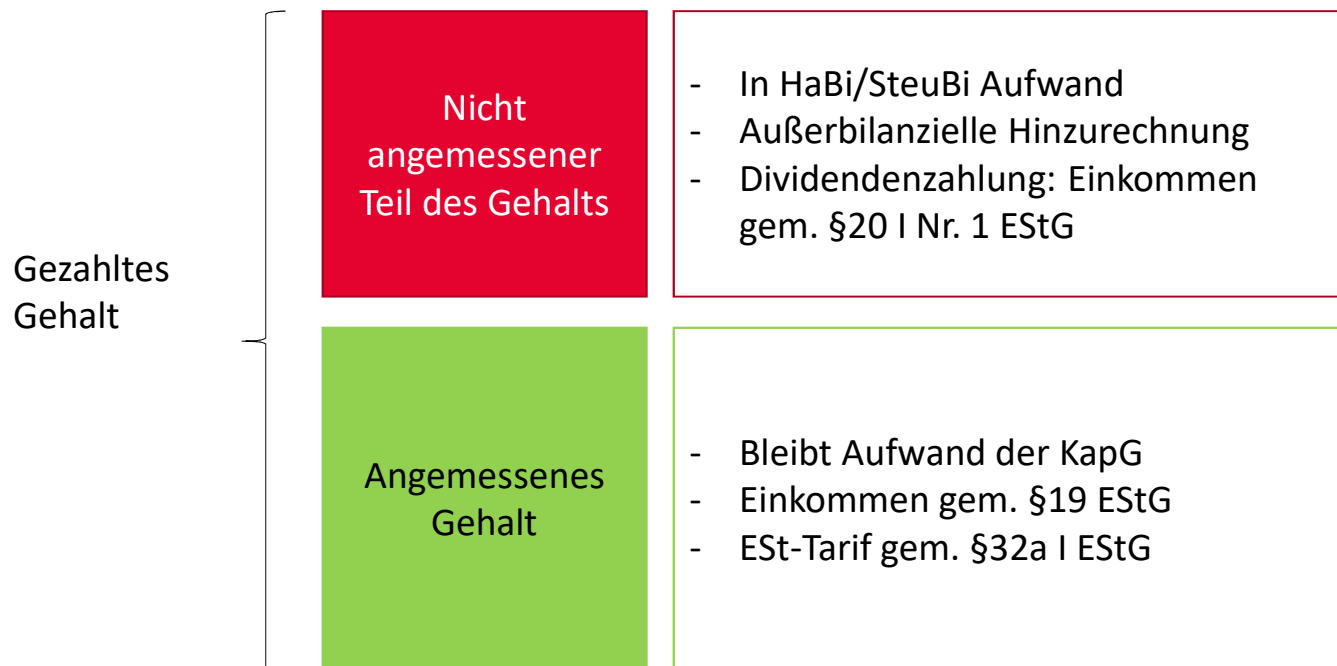 Gezahltes
Gehalt
Nicht
angemessener
Teil des Gehalts
- In HaBi/SteuBi Aufwand
- Außerbilanzielle Hinzurechnung
- Dividendenzahlung: Einkommen
gem. §20 I Nr. 1 EStG
Angemessenes
Gehalt
- Bleibt Aufwand der KapG
- Einkommen gem. §19 EStG
- ESt-Tarif gem. §32a I EStG